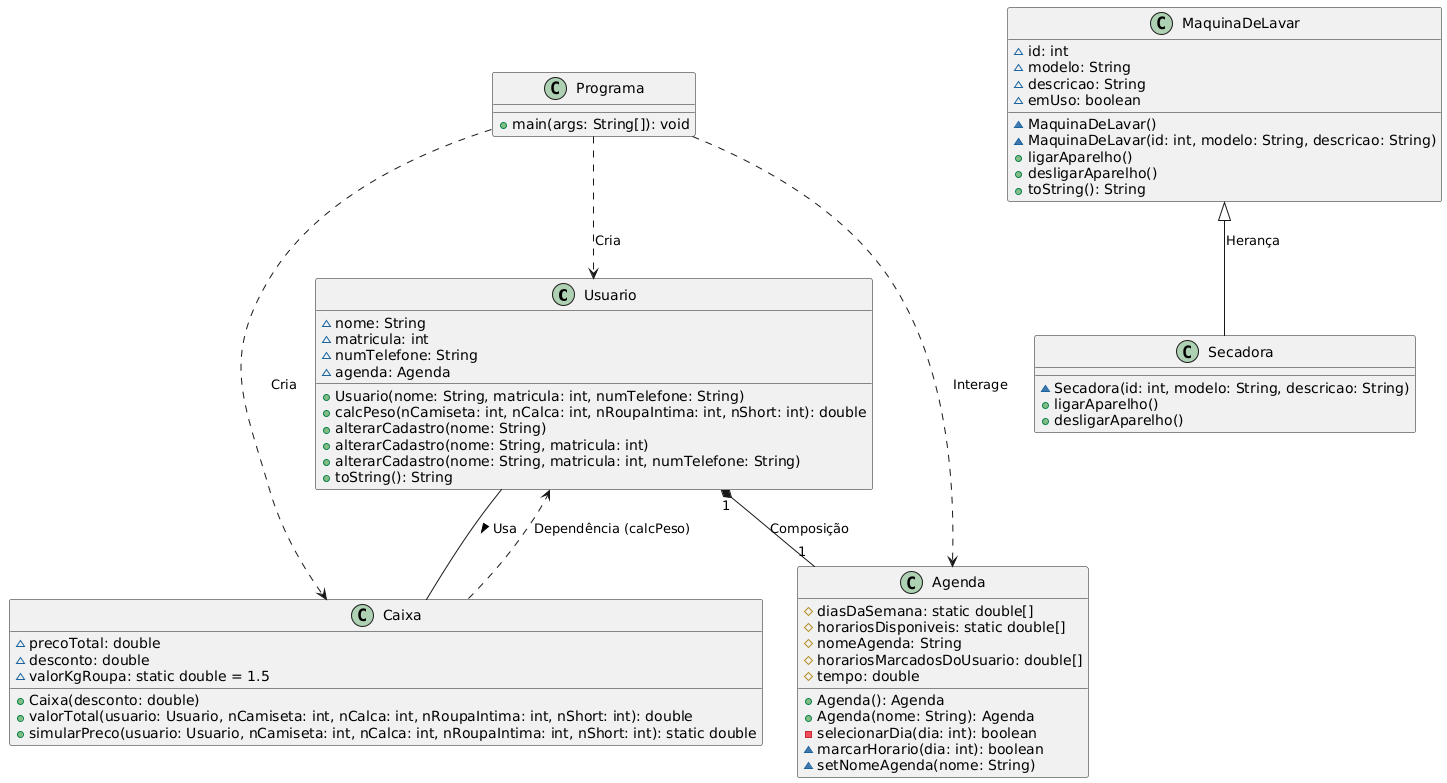 MaquinaDeLavar
id: int
modelo: String
descricao: String
emUso: boolean
MaquinaDeLavar()
MaquinaDeLavar(id: int, modelo: String, descricao: String)
ligarAparelho()
desligarAparelho()
toString(): String
Programa
main(args: String[]): void
Cria
Herança
Usuario
nome: String
matricula: int
numTelefone: String
agenda: Agenda
Usuario(nome: String, matricula: int, numTelefone: String)
calcPeso(nCamiseta: int, nCalca: int, nRoupaIntima: int, nShort: int): double
alterarCadastro(nome: String)
alterarCadastro(nome: String, matricula: int)
alterarCadastro(nome: String, matricula: int, numTelefone: String)
toString(): String
Cria
Interage
Secadora
Secadora(id: int, modelo: String, descricao: String)
ligarAparelho()
desligarAparelho()
Usa
Dependência (calcPeso)
1
Composição
1
Caixa
precoTotal: double
desconto: double
valorKgRoupa: static double = 1.5
Caixa(desconto: double)
valorTotal(usuario: Usuario, nCamiseta: int, nCalca: int, nRoupaIntima: int, nShort: int): double
simularPreco(usuario: Usuario, nCamiseta: int, nCalca: int, nRoupaIntima: int, nShort: int): static double
Agenda
diasDaSemana: static double[]
horariosDisponiveis: static double[]
nomeAgenda: String
horariosMarcadosDoUsuario: double[]
tempo: double
Agenda(): Agenda
Agenda(nome: String): Agenda
selecionarDia(dia: int): boolean
marcarHorario(dia: int): boolean
setNomeAgenda(nome: String)